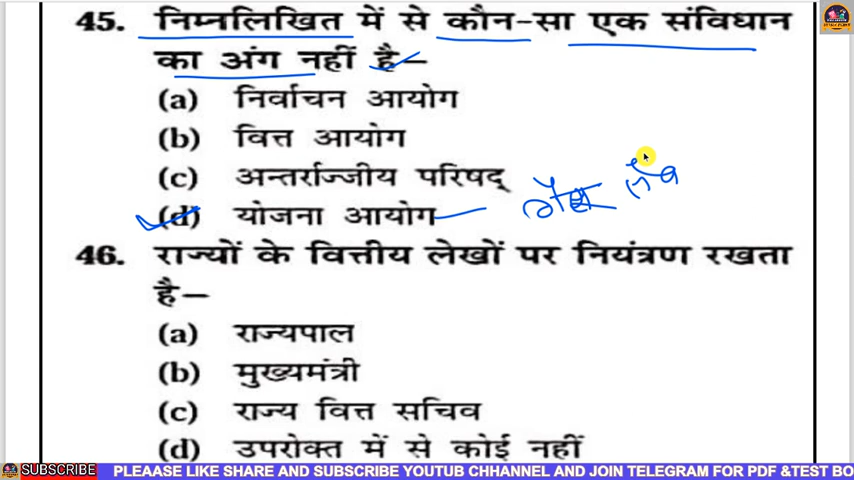 45. निम्नलिखित में से कौन-सा एक संविधान
का अंग नहीं है–
(a) निर्वाचन आयोग
(b) वित्त आयोग
(c) अन्तर्राज्जीय परिषद्
(d) योजना आयोग
46. राज्यों के वित्तीय लेखों पर नियंत्रण रखता
है–
(a) राज्यपाल
(b) मुख्यमंत्री
(c) राज्य वित्त सचिव
(d) उपरोक्त में से कोई नहीं
SUBSCRIBE PLEAASE LIKE SHARE AND SUBSCRIBE YOUTUB CHHANNEL AND JOIN TELEGRAM FOR PDF &TEST BO